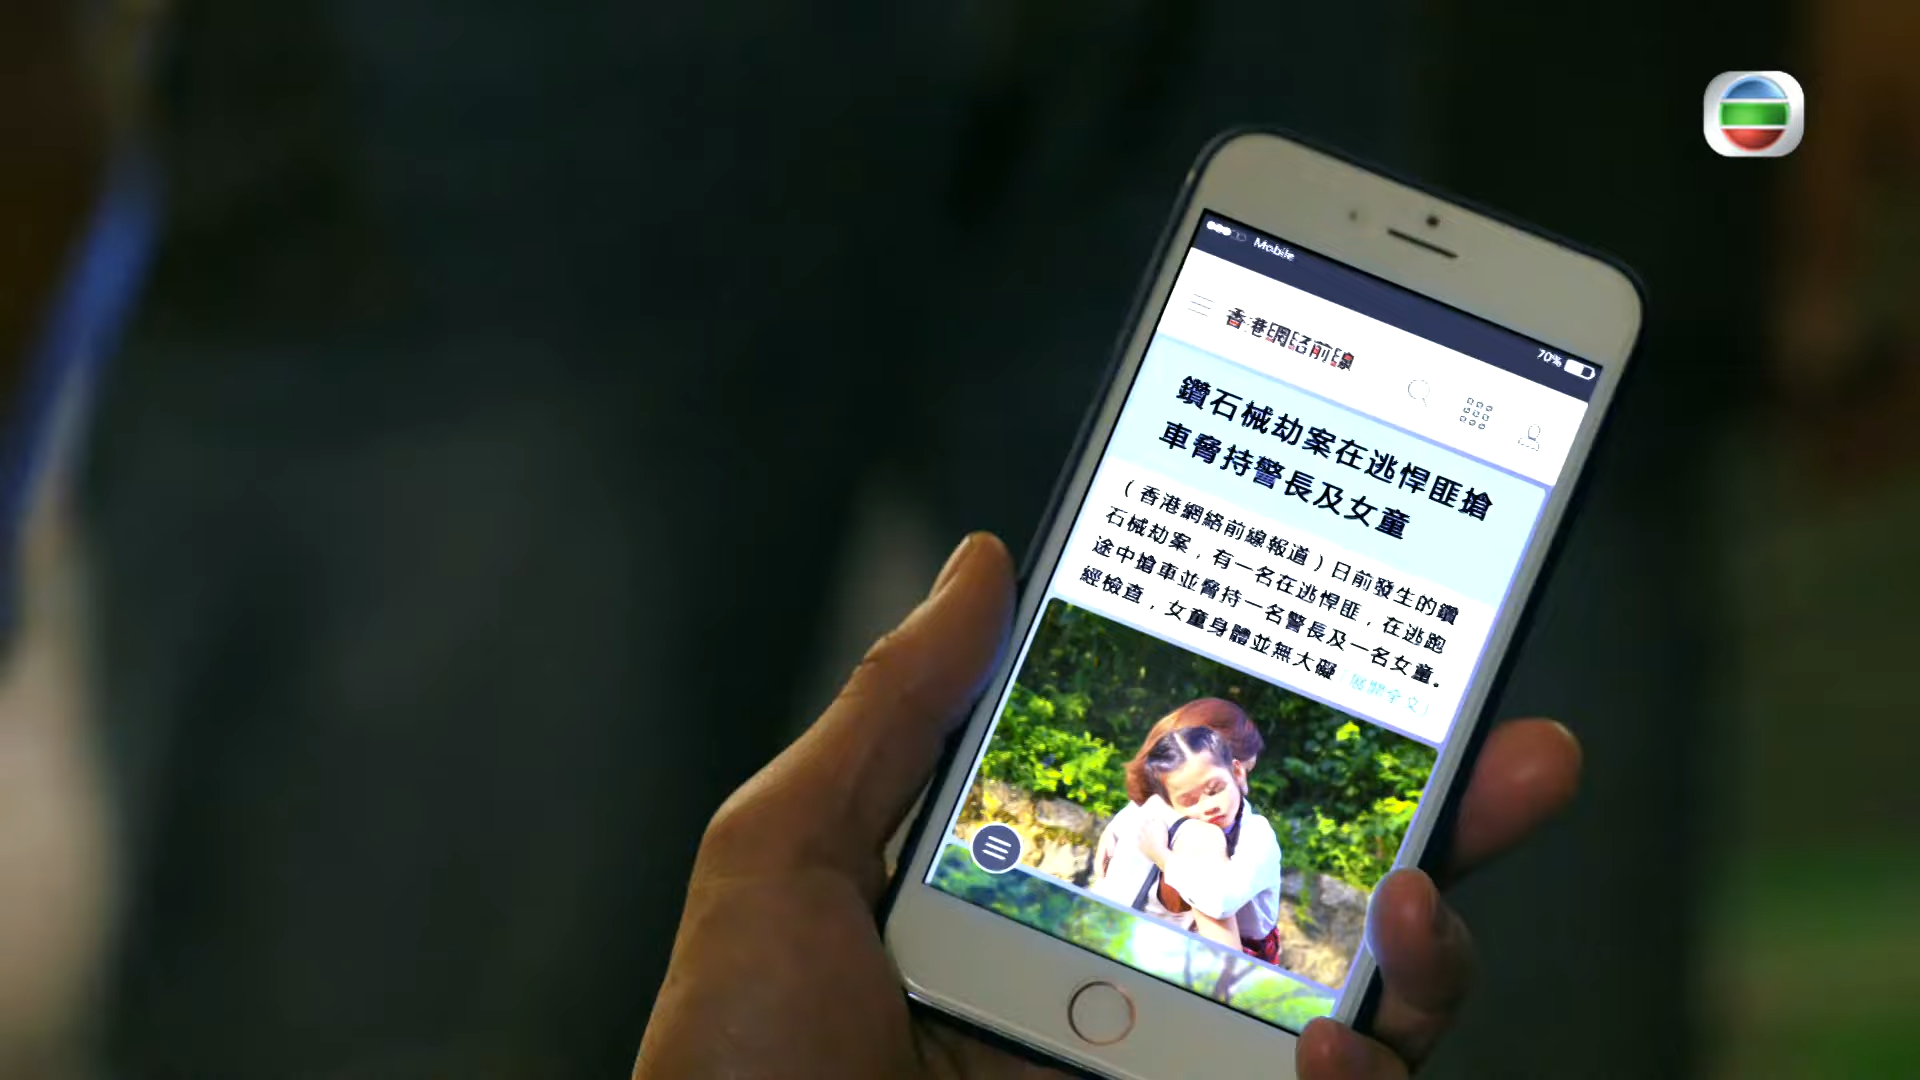 Mobile
70%
香港網絡前線
鑽石械劫案在逃悍匪搶
車脅持警長及女童
（香港網絡前線報道）日前發生的鑽
石械劫案，有一名在逃悍匪，在逃跑
途中搶車並脅持一名警長及一名女童。
經檢查，女童身體並無大礙
展開全文